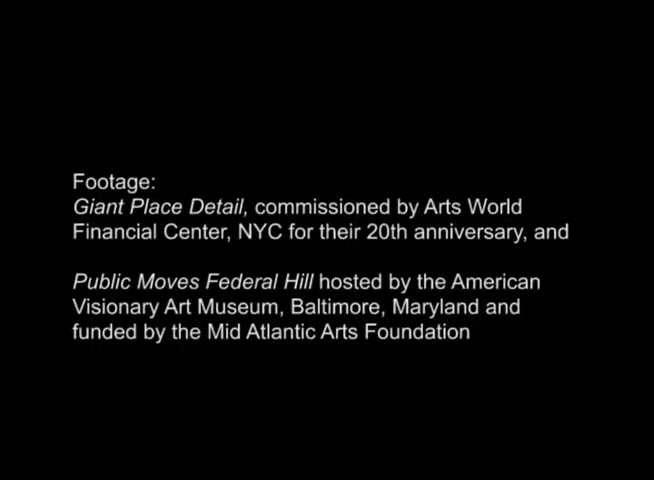 Footage:
Giant Place Detail, commissioned by Arts World
Financial Center, NYC for their 20th anniversary, and
Public Moves Federal Hill hosted by the American
Visionary Art Museum, Baltimore, Maryland and
funded by the Mid Atlantic Arts Foundation